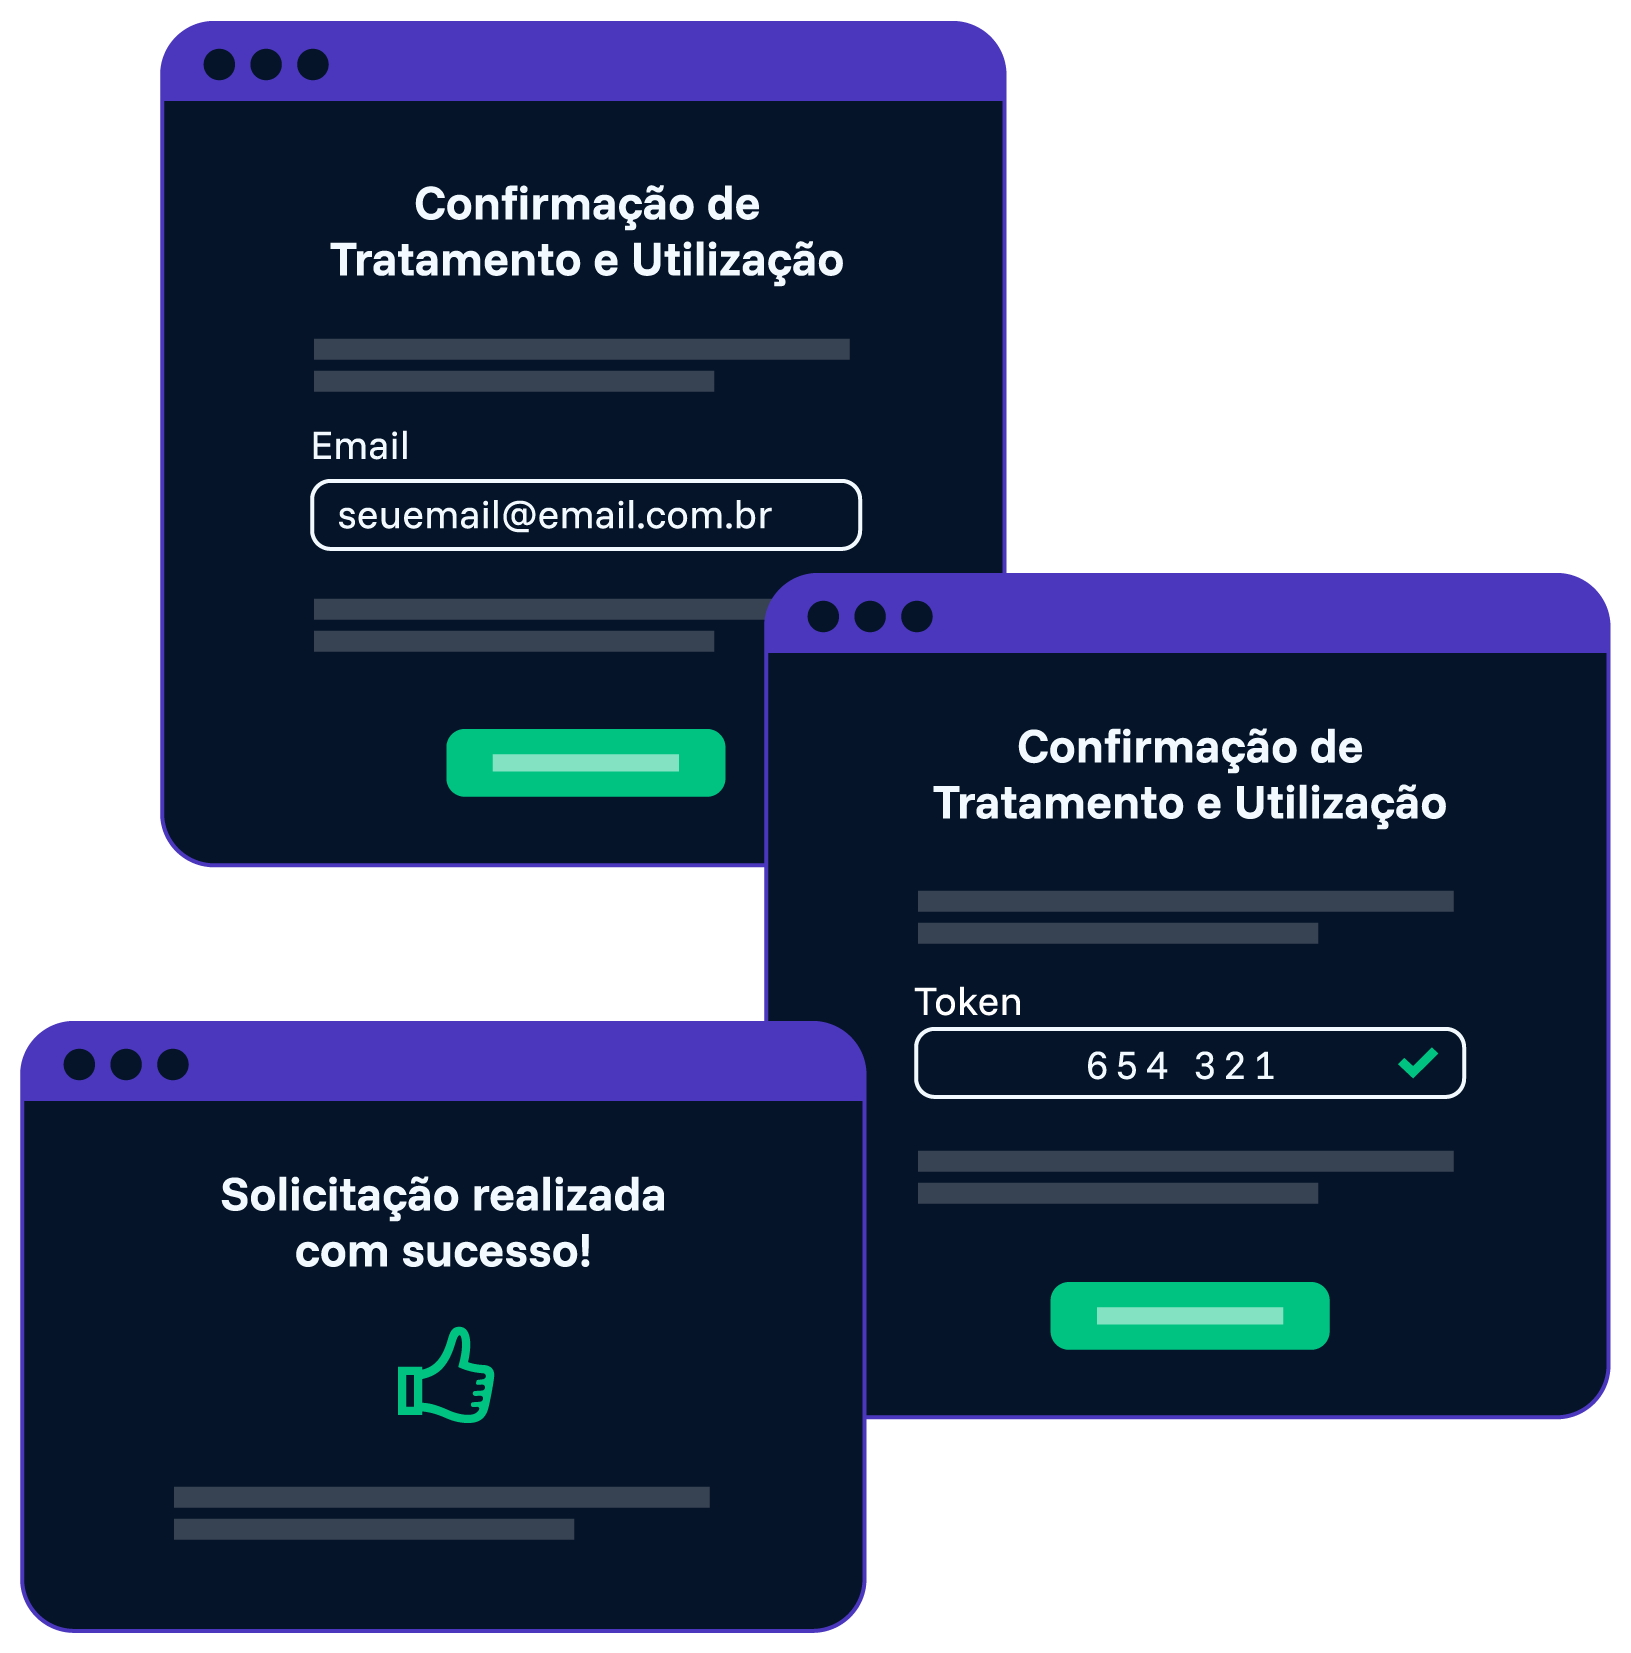 Confirmação de
Tratamento e Utilização
Email
seuemail@email.com.br
Confirmação de
Tratamento e Utilização
Token
654 321
Solicitação realizada
com sucesso!